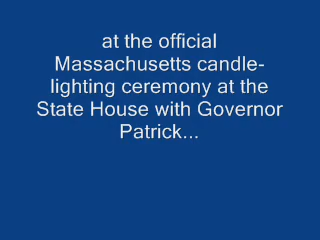 at the official
Massachusetts candle-
lighting ceremony at the
State House with Governor
Patrick...